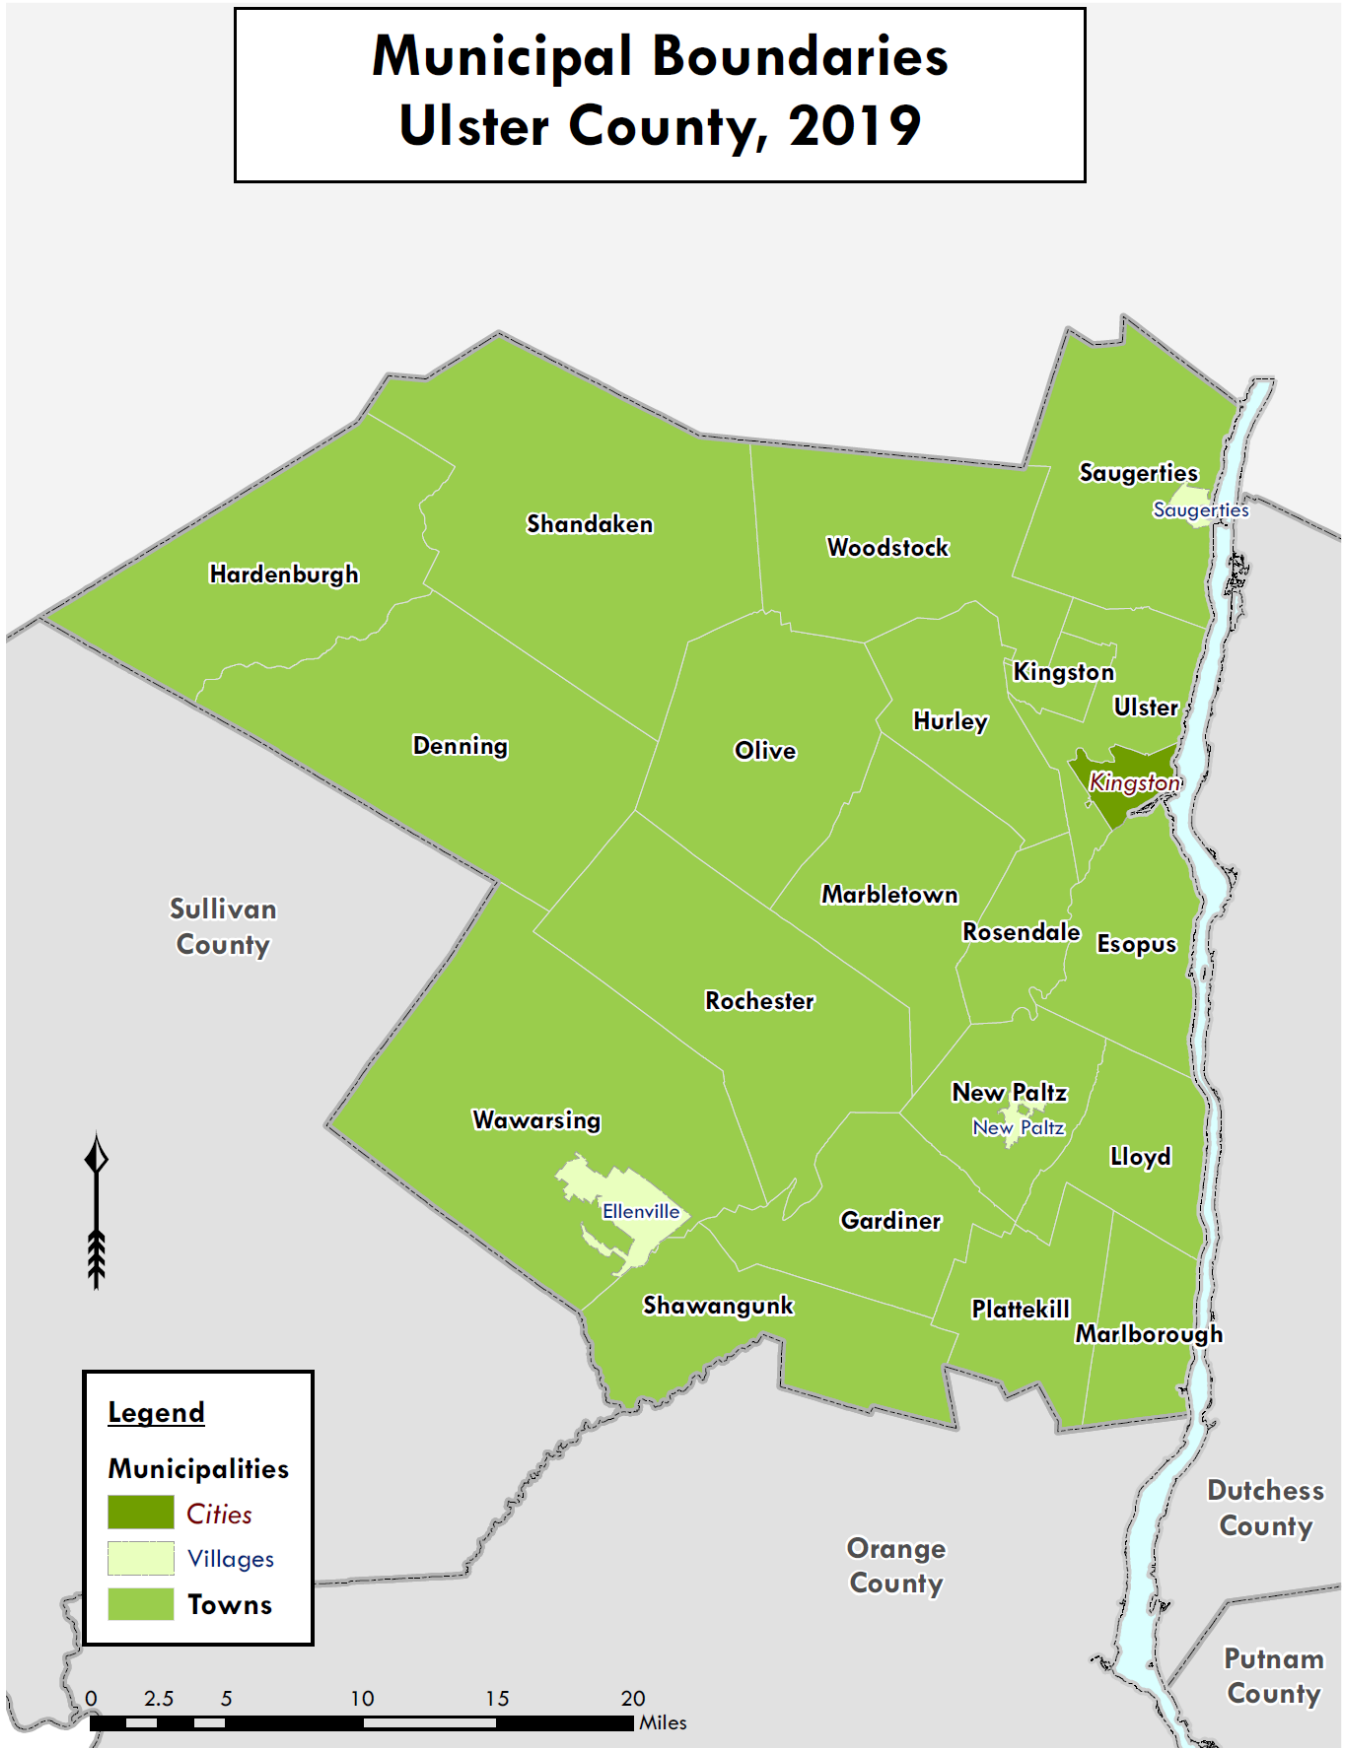 Municipal Boundaries
Ulster County, 2019
Saugerties
Saugerties
Shandaken
Woodstock
Hardenburgh
Kingston
Ulster
Hurley
Denning
Olive
Kingston
Marbletown
Sullivan
County
Rosendale
Esopus
Rochester
New Paltz
New Paltz
Wawarsing
Lloyd
Ellenville
Gardiner
Shawangunk
Plattekill
Marlborough
Legend
Municipalities
Cities
Villages
Towns
Dutchess
County
Orange
County
Putnam
County
0 2.5 5 10 15 20
Miles